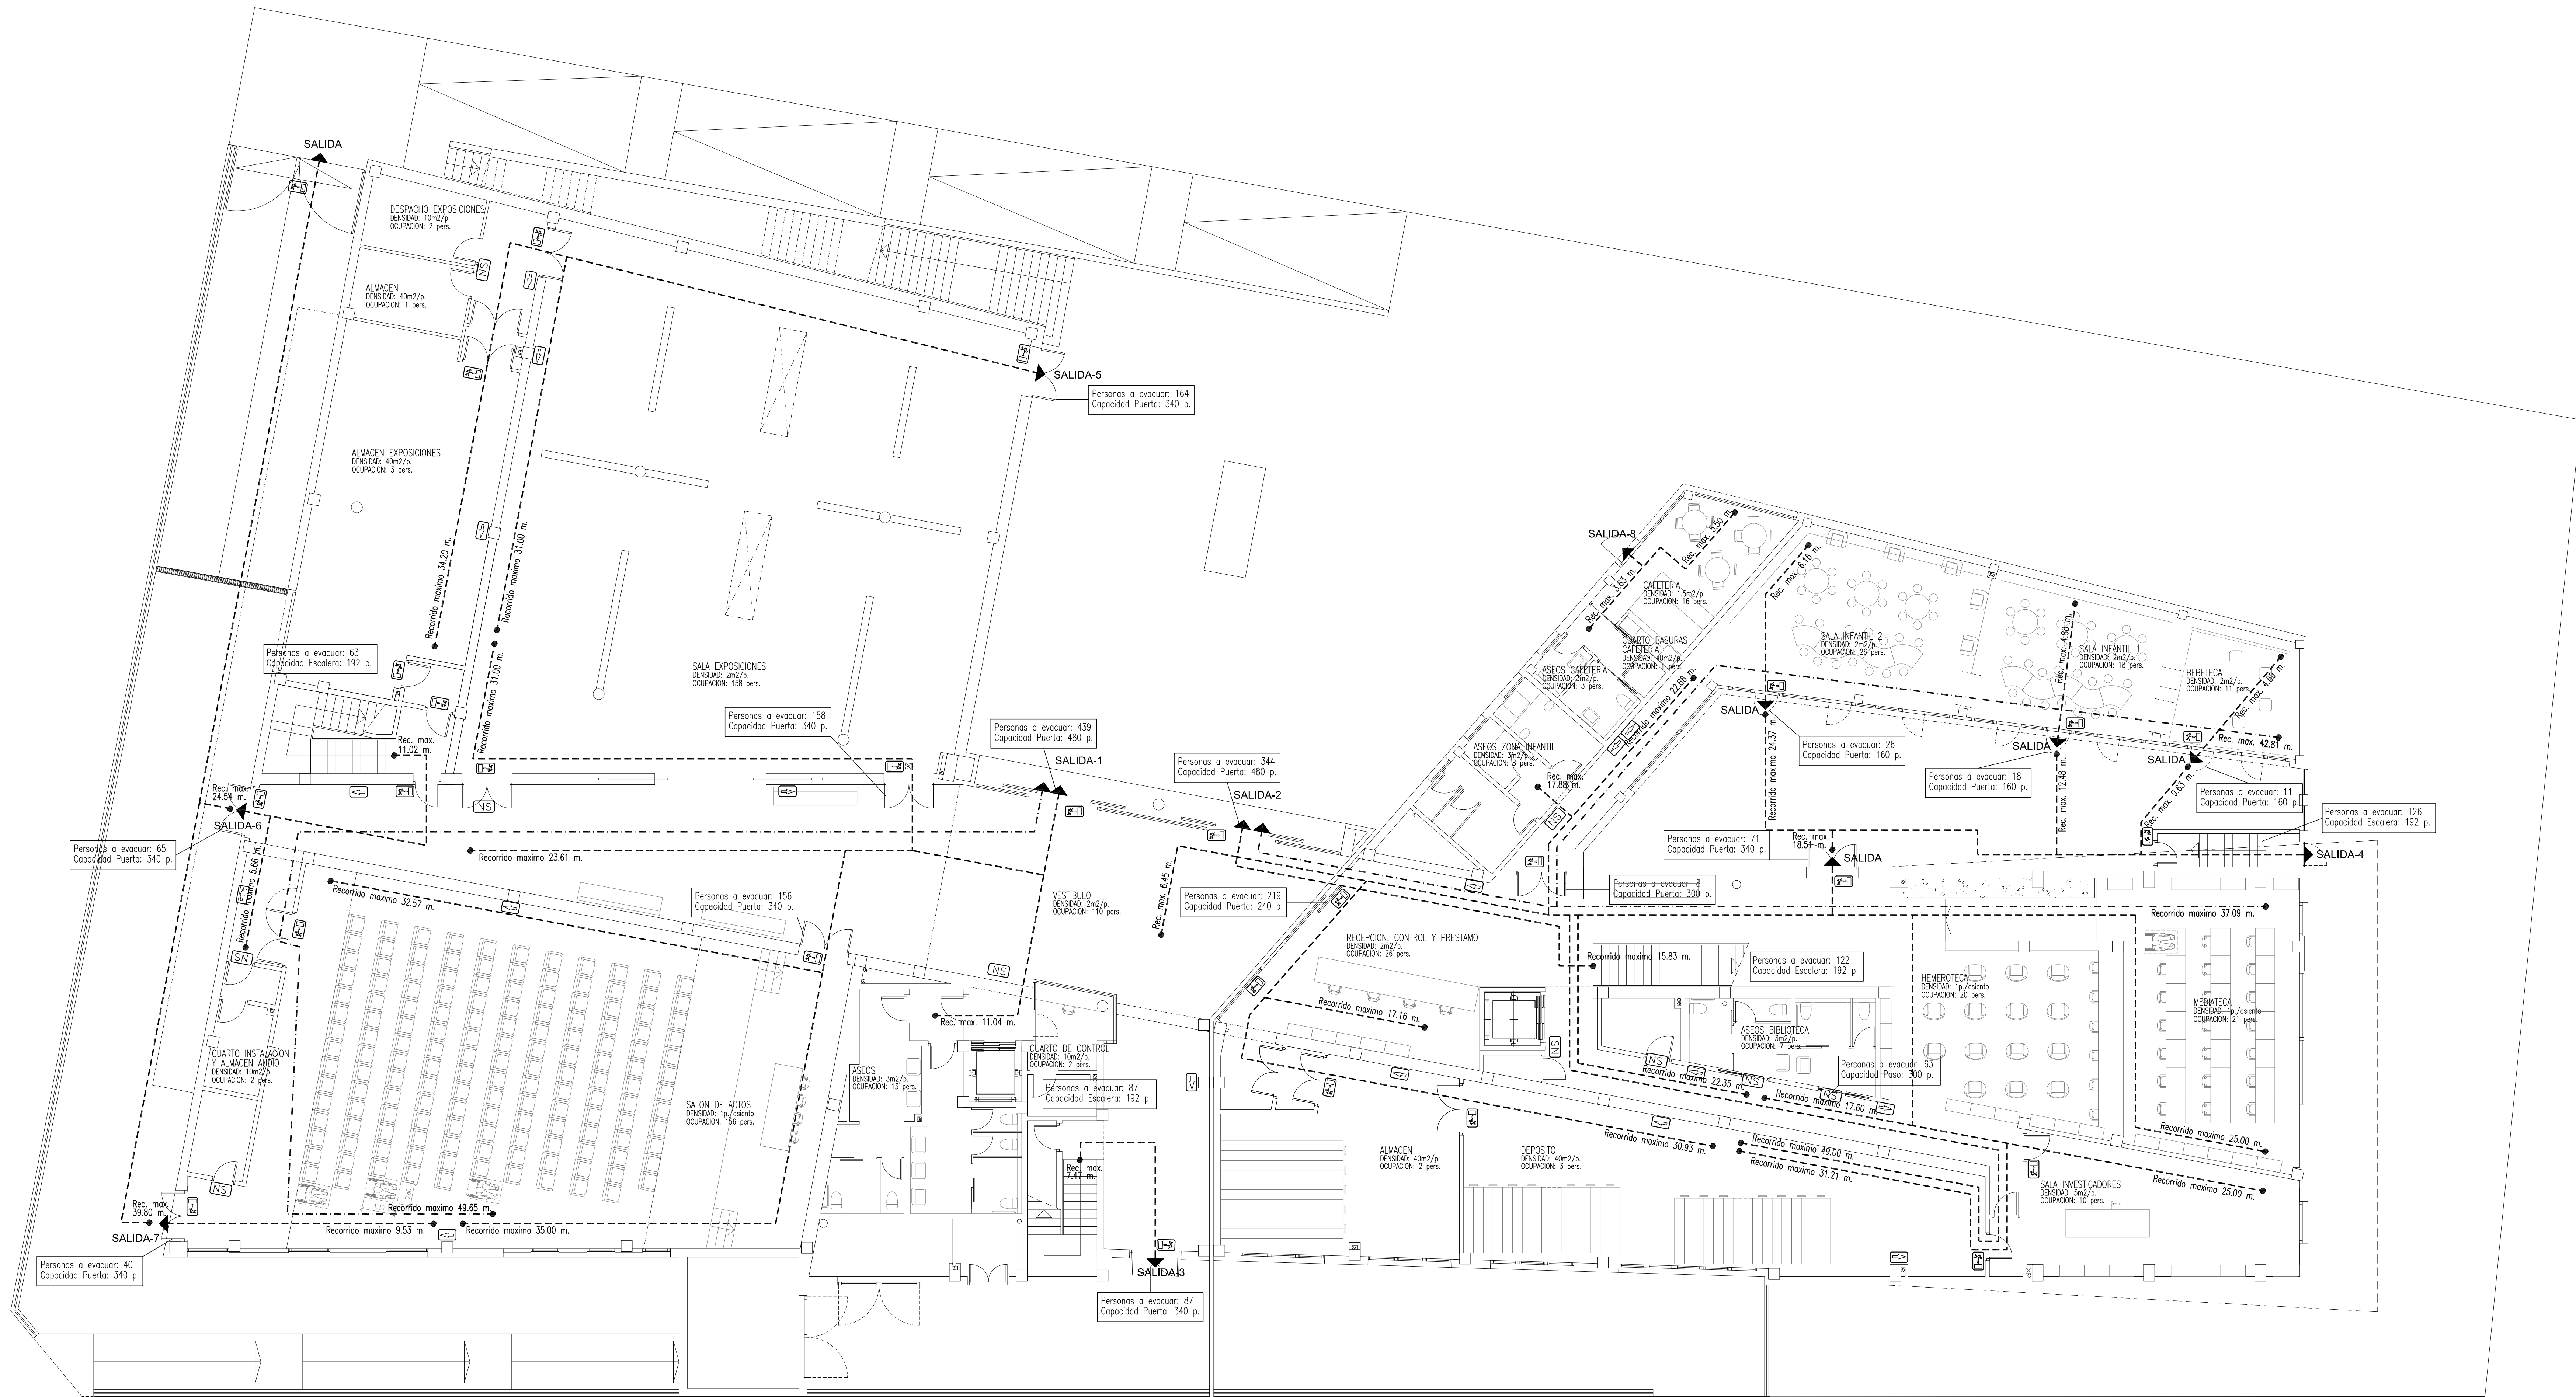 SALIDA
DESPACHO EXPOSICIONES
DENSIDAD: 10m2/p.
OCUPACION: 2 pers.
NS
ALMACEN
DENSIDAD: 40m2/p.
OCUPACION: 1 pers.
SALIDA-5
Personas a evacuar: 164
Capacidad Puerta: 340 p.
ALMACEN EXPOSICIONES
DENSIDAD: 40m2/p.
OCUPACION: 3 pers.
Recorrido maximo 34.20 m.
Recorrido maximo 31.00 m.
Recorrido maximo 31.00 m.
Personas a evacuar: 63
Capacidad Escalera: 192 p.
SALA EXPOSICIONES
DENSIDAD: 2m2/p.
OCUPACION: 158 pers.
Personas a evacuar: 158
Capacidad Puerta: 340 p.
Rec. max.
11.02 m.
NS
Personas a evacuar: 439
Capacidad Puerta: 480 p.
SALIDA-1
Personas a evacuar: 344
Capacidad Puerta: 480 p.
SALIDA-2
Rec. max.
24.54 m.
SALIDA-6
Personas a evacuar: 65
Capacidad Puerta: 340 p.
Recorrido maximo 5.66 m.
Recorrido maximo 23.61 m.
Recorrido maximo 32.57 m.
Personas a evacuar: 156
Capacidad Puerta: 340 p.
VESTIBULO
DENSIDAD: 2m2/p.
OCUPACION: 110 pers.
Rec. max. 6.45 m.
Personas a evacuar: 219
Capacidad Puerta: 240 p.
NS
NS
Rec. max. 11.04 m.
CUARTO INSTALACION
Y ALMACEN AUDIO
DENSIDAD: 10m2/p.
OCUPACION: 2 pers.
SALON DE ACTOS
DENSIDAD: 1p./asiento
OCUPACION: 156 pers.
ASEOS
DENSIDAD: 3m2/p.
OCUPACION: 13 pers.
CUARTO DE CONTROL
DENSIDAD: 10m2/p.
OCUPACION: 2 pers.
Personas a evacuar: 87
Capacidad Escalera: 192 p.
Rec. max.
7.47 m.
NS
Rec. max.
39.80 m.
SALIDA-7
Recorrido maximo 49.65 m.
Recorrido maximo 9.53 m.
Recorrido maximo 35.00 m.
Personas a evacuar: 40
Capacidad Puerta: 340 p.
SALIDA-3
Personas a evacuar: 87
Capacidad Puerta: 340 p.
SALIDA-8
Rec. max. 5.50 m.
Rec. max. 3.63 m.
CAFETERIA
DENSIDAD: 1.5m2/p.
OCUPACION: 16 pers.
CUARTO BASURAS
CAFETERIA
DENSIDAD: 40m2/p.
OCUPACION: 1 pers.
ASEOS CAFETERIA
DENSIDAD: 3m2/p.
OCUPACION: 3 pers.
Recorrido maximo 22.86 m.
ASEOS ZONA INFANTIL
DENSIDAD: 3m2/p.
OCUPACION: 8 pers.
Rec. max.
17.88 m.
NS
Rec. max. 6.16 m.
SALA INFANTIL 2
DENSIDAD: 2m2/p.
OCUPACION: 26 pers.
Rec. max. 4.88 m.
SALA INFANTIL 1
DENSIDAD: 2m2/p.
OCUPACION: 18 pers.
BEBETECA
DENSIDAD: 2m2/p.
OCUPACION: 11 pers.
Rec. max. 4.69 m.
Rec. max. 42.81 m.
SALIDA
Recorrido maximo 24.37 m.
Personas a evacuar: 26
Capacidad Puerta: 160 p.
SALIDA
Rec. max. 12.48 m.
Personas a evacuar: 18
Capacidad Puerta: 160 p.
SALIDA
Rec. max. 9.63 m.
Personas a evacuar: 11
Capacidad Puerta: 160 p.
Personas a evacuar: 126
Capacidad Escalera: 192 p.
SALIDA-4
Personas a evacuar: 71
Capacidad Puerta: 340 p.
Rec. max.
18.51 m.
SALIDA
Personas a evacuar: 8
Capacidad Puerta: 300 p.
Recorrido maximo 37.09 m.
RECEPCION, CONTROL Y PRESTAMO
DENSIDAD: 2m2/p.
OCUPACION: 26 pers.
Recorrido maximo 15.83 m.
Personas a evacuar: 122
Capacidad Escalera: 192 p.
Recorrido maximo 17.16 m.
HEMEROTECA
DENSIDAD: 1p./asiento
OCUPACION: 20 pers.
MEDIATECA
DENSIDAD: 1p./asiento
OCUPACION: 21 pers.
ASEOS BIBLIOTECA
DENSIDAD: 3m2/p.
OCUPACION: 7 pers.
Personas a evacuar: 63
Capacidad Paso: 300 p.
NS
NS
NS
NS
Recorrido maximo 22.35 m.
Recorrido maximo 17.60 m.
Recorrido maximo 30.93 m.
Recorrido maximo 49.00 m.
Recorrido maximo 31.21 m.
Recorrido maximo 25.00 m.
Recorrido maximo 25.00 m.
ALMACEN
DENSIDAD: 40m2/p.
OCUPACION: 2 pers.
DEPOSITO
DENSIDAD: 40m2/p.
OCUPACION: 3 pers.
SALA INVESTIGADORES
DENSIDAD: 5m2/p.
OCUPACION: 10 pers.